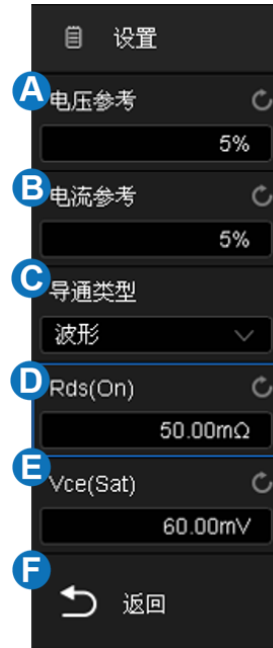 设置
A
电压参考
5%
B
电流参考
5%
C
导通类型
波形
D
Rds(On)
50.00mΩ
E
Vce(Sat)
60.00mV
F
返回